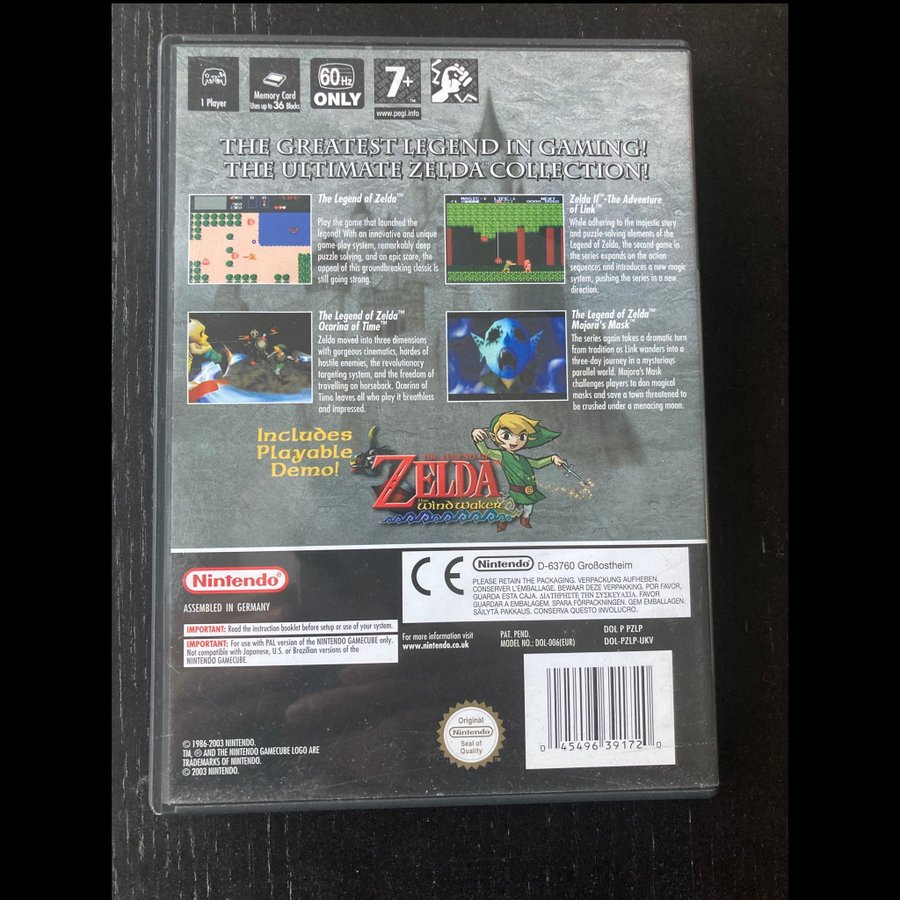 1 Player
Memory Card
Uses up to 36 Blocks
60Hz
ONLY
7+
www.pegi.info
THE GREATEST LEGEND IN GAMING!
THE ULTIMATE ZELDA™ COLLECTION!
The Legend of Zelda™
Play the game that launched the
legend! With an innovative and unique
game-play system, remarkably deep
puzzle solving, and an epic score, the
appeal of this groundbreaking classic is
still going strong.
MAGIC-
LIFE-
NEXT
Zelda II™-The Adventure
of Link™
While adhering to the majestic story
and puzzle-solving elements of the
Legend of Zelda, the second game in
the series expands on the action
sequences and introduces a new magic
system, pushing the series in a new
direction.
The Legend of Zelda™
Ocarina of Time™
Zelda moved into three dimensions
with gorgeous cinematics, hordes of
hostile enemies, the revolutionary
targeting system, and the freedom of
travelling on horseback. Ocarina of
Time leaves all who play it breathless
and impressed.
The Legend of Zelda™
Majora's Mask™
The series again takes a dramatic turn
from tradition as Link wonders into a
three-day journey in a mysterious
parallel world. Majora's Mask
challenges players to don magical
masks and save a town threatened to
be crushed under a menacing moon.
Includes
Playable
Demo!
THE LEGEND OF
ZELDA
the Wind Waker
Nintendo®
ASSEMBLED IN GERMANY
IMPORTANT: Read the instruction booklet before setup or use of your system.
IMPORTANT: For use with PAL version of the NINTENDO GAMECUBE only.
Not compatible with Japanese, U.S. or Brazilian versions of the
NINTENDO GAMECUBE.
CE
Nintendo® D-63760 Großostheim
PLEASE RETAIN THE PACKAGING. VERPACKUNG AUFHEBEN.
CONSERVER L'EMBALLAGE. BEWAAR DEZE VERPAKKING, POR FAVOR,
GUARDA ESTA CAJA. ΔΙΑΤΗΡΗΣΤΕ ΤΗΝ ΣΥΣΚΕΥΑΣΙΑ. FAVOR
GUARDAR A EMBALAGEM. SPARA FÖRPACKNINGEN. GEM EMBALLAGEN.
SÄILYTÄ PAKKAUS. CONSERVA QUESTO INVOLUCRO.
For more information visit
www.nintendo.co.uk
PAT. PEND.
MODEL NO.: DOL-006(EUR)
DOL P PZLP
DOL-PZLP-UKV
© 1986-2003 NINTENDO.
TM, ® AND THE NINTENDO GAMECUBE LOGO ARE
TRADEMARKS OF NINTENDO.
© 2003 NINTENDO.
Original
Nintendo
Seal of
Quality
0 45496 39172 0